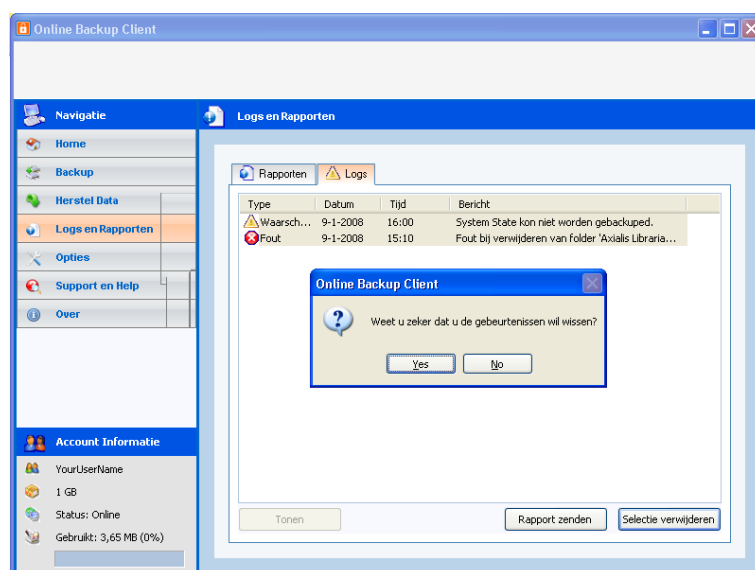 Online Backup Client
Navigatie
Home
Backup
Herstel Data
Logs en Rapporten
Opties
Support en Help
Over
Account Informatie
YourUserName
1 GB
Status: Online
Gebruikt: 3,65 MB (0%)
Logs en Rapporten
Rapporten Logs
Type Datum Tijd Bericht
Waarsch... 9-1-2008 16:00 System State kon niet worden gebackuped.
Fout 9-1-2008 15:10 Fout bij verwijderen van folder 'Axialis Libraria...
Online Backup Client
Weet u zeker dat u de gebeurtenissen wil wissen?
Yes No
Tonen Rapport zenden Selectie verwijderen